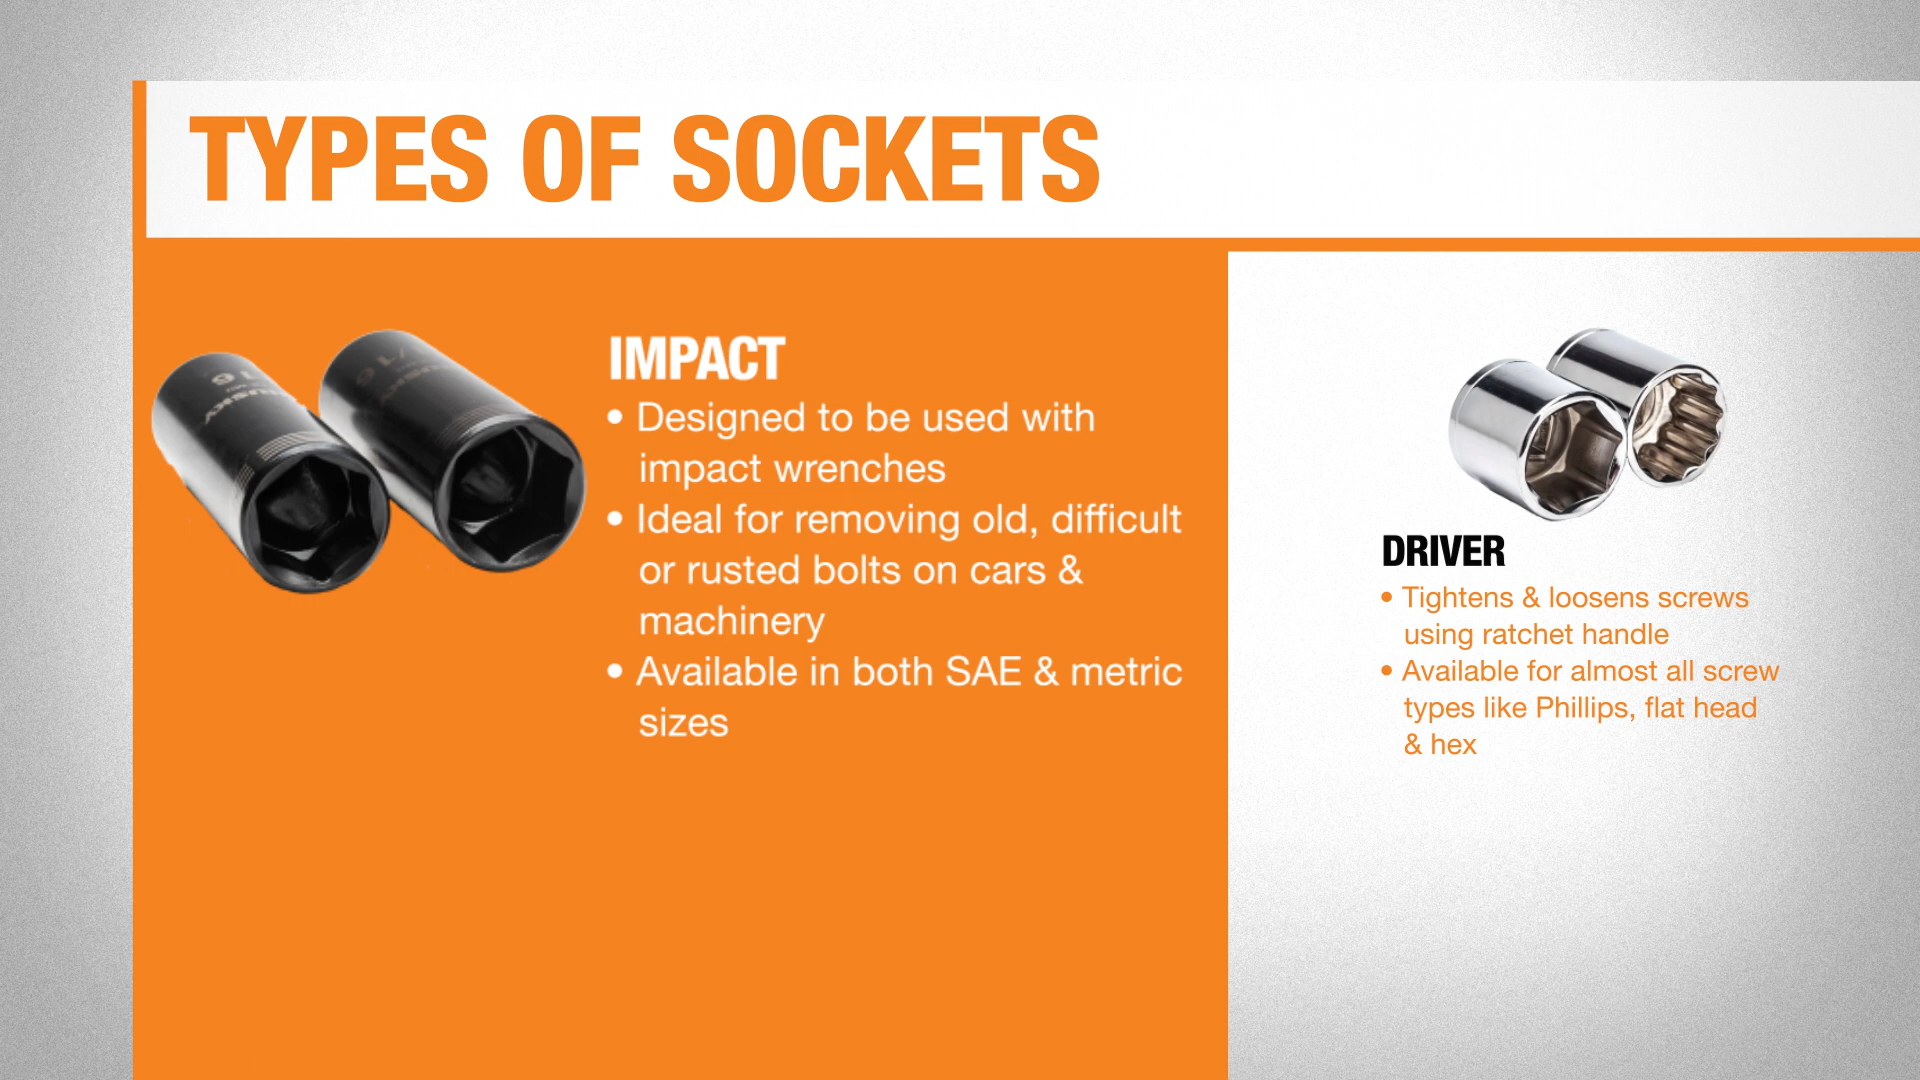 TYPES OF SOCKETS
IMPACT
• Designed to be used with
impact wrenches
• Ideal for removing old, difficult
or rusted bolts on cars &
machinery
• Available in both SAE & metric
sizes
DRIVER
• Tightens & loosens screws
using ratchet handle
• Available for almost all screw
types like Phillips, flat head
& hex